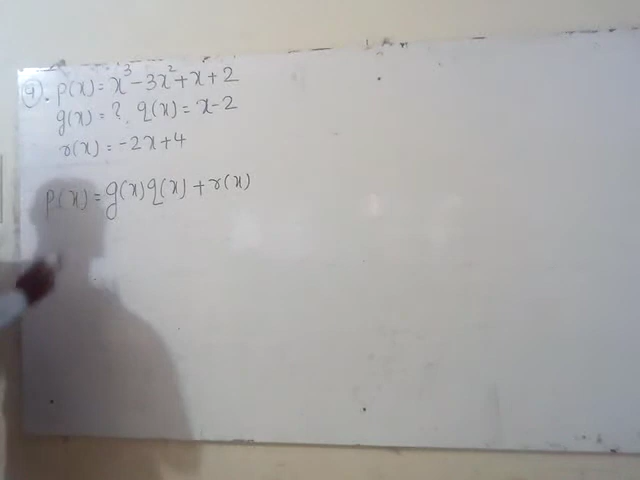 9. p(x) = x³ - 3x² + x + 2
g(x) = ?. q(x) = x - 2
r(x) = -2x + 4
p(x) = g(x) q(x) + r(x)